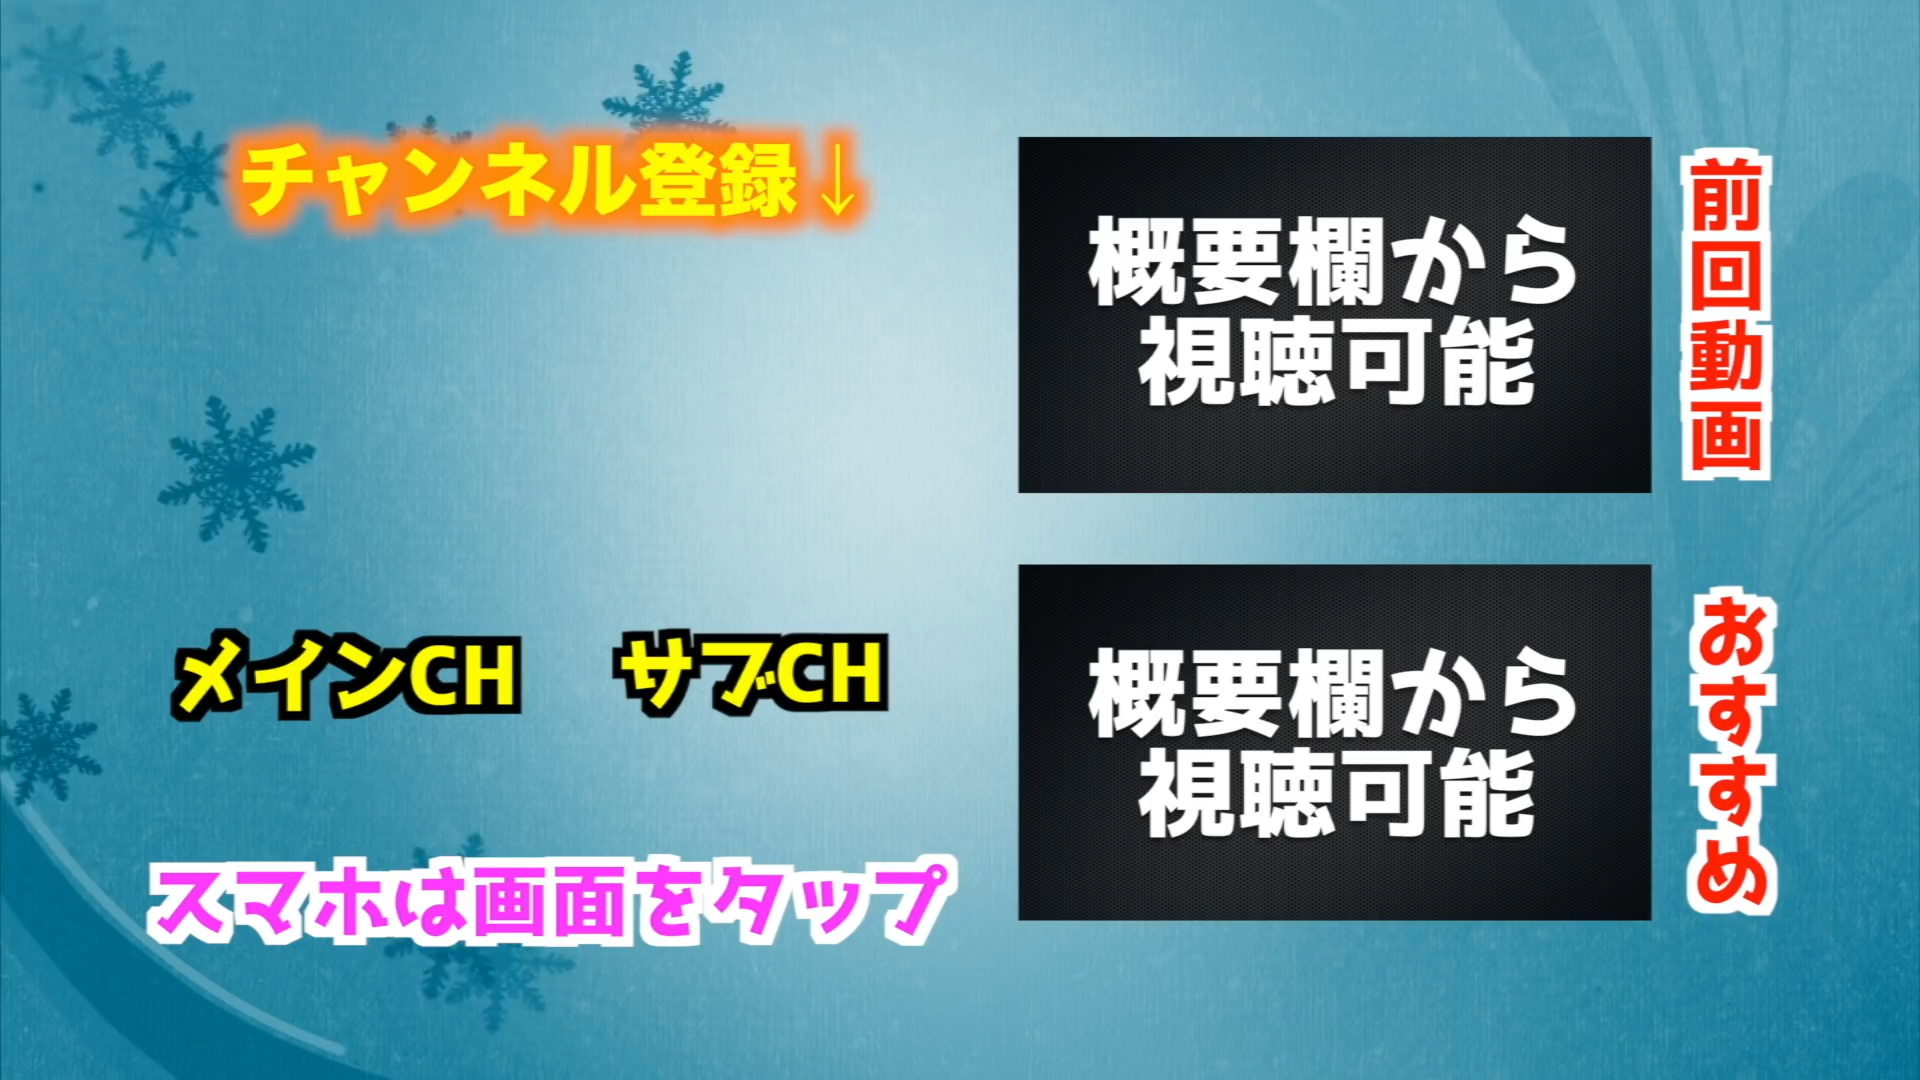 チャンネル登録↓
メインCH
サブCH
スマホは画面をタップ
概要欄から
視聴可能
前回動画
概要欄から
視聴可能
おすすめ